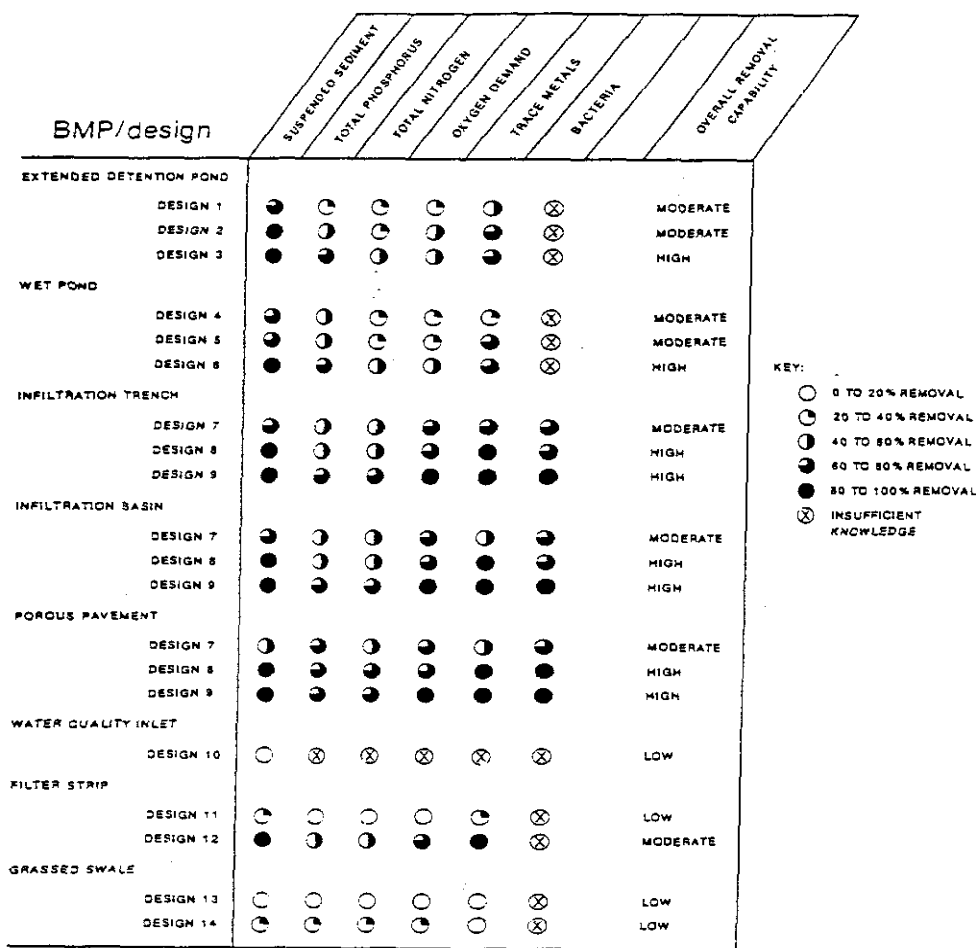 BMP/design
SUSPENDED SEDIMENT
TOTAL PHOSPHORUS
TOTAL NITROGEN
OXYGEN DEMAND
TRACE METALS
BACTERIA
OVERALL REMOVAL
CAPABILITY
EXTENDED DETENTION POND
DESIGN 1 MODERATE
DESIGN 2 MODERATE
DESIGN 3 HIGH
WET POND
DESIGN 4 MODERATE
DESIGN 5 MODERATE
DESIGN 6 HIGH
INFILTRATION TRENCH
DESIGN 7 MODERATE
DESIGN 8 HIGH
DESIGN 9 HIGH
INFILTRATION BASIN
DESIGN 7 MODERATE
DESIGN 8 HIGH
DESIGN 9 HIGH
POROUS PAVEMENT
DESIGN 7 MODERATE
DESIGN 8 HIGH
DESIGN 9 HIGH
WATER QUALITY INLET
DESIGN 10 LOW
FILTER STRIP
DESIGN 11 LOW
DESIGN 12 MODERATE
GRASSED SWALE
DESIGN 13 LOW
DESIGN 14 LOW
KEY:
0 TO 20% REMOVAL
20 TO 40% REMOVAL
40 TO 60% REMOVAL
60 TO 80% REMOVAL
80 TO 100% REMOVAL
INSUFFICIENT
KNOWLEDGE